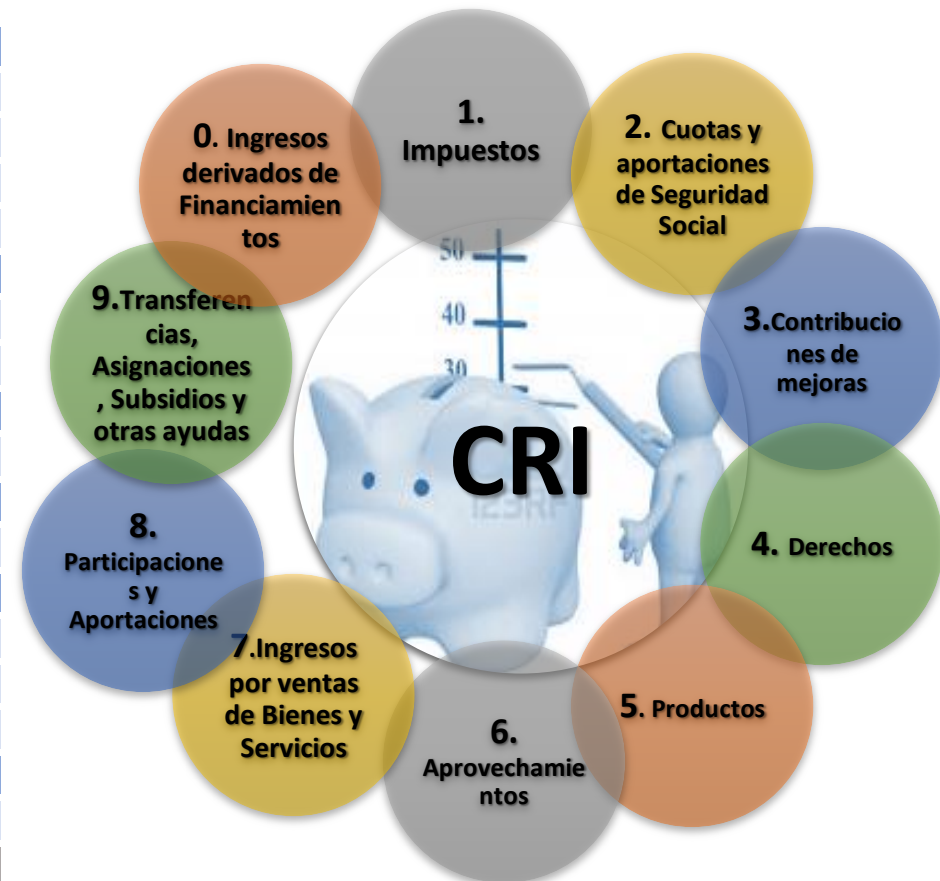 1.
Impuestos
2. Cuotas y
aportaciones
de Seguridad
Social
3.Contribucio
nes de
mejoras
4. Derechos
5. Productos
6.
Aprovechamie
ntos
7.Ingresos
por ventas
de Bienes y
Servicios
8.
Participacione
s y
Aportaciones
9.Transferen
cias,
Asignaciones
, Subsidios y
otras ayudas
0. Ingresos
derivados de
Financiamien
tos
50
40
30
CRI
123RF